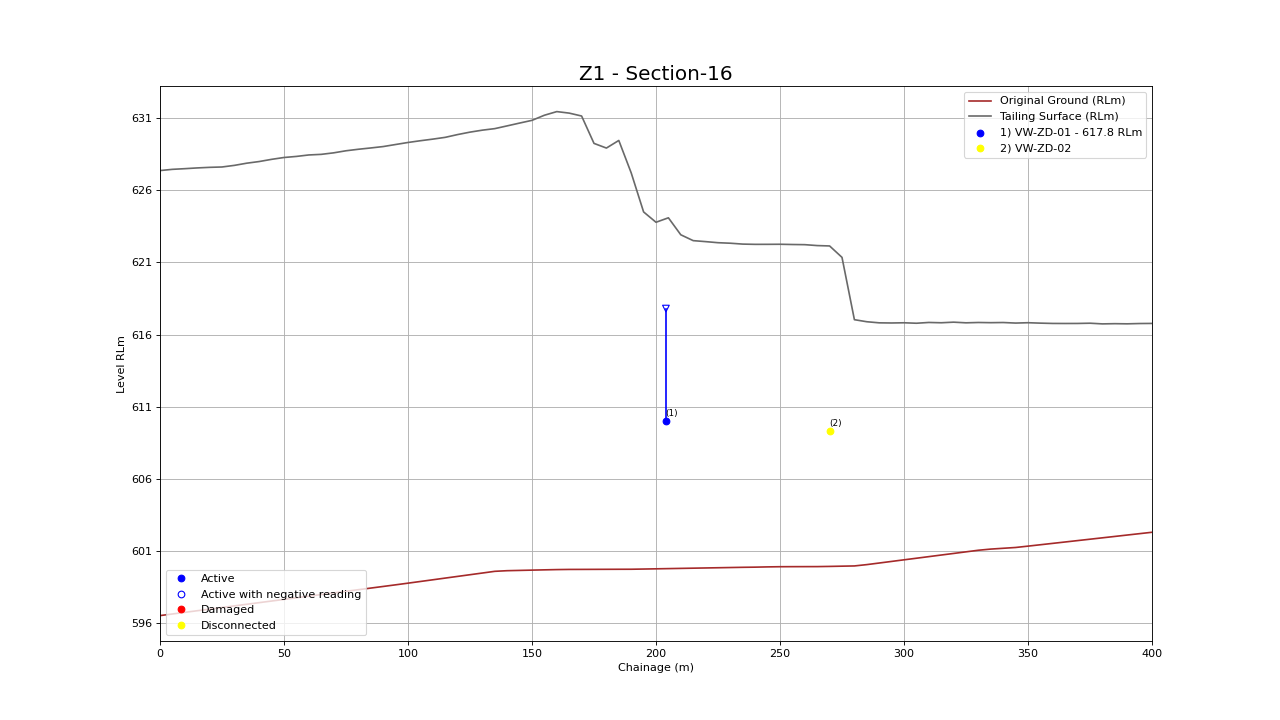 Z1 - Section-16
Original Ground (RLm)
Tailing Surface (RLm)
1) VW-ZD-01 - 617.8 RLm
2) VW-ZD-02
631
626
621
616
611
606
601
596
Level RLm
(1)
(2)
Active
Active with negative reading
Damaged
Disconnected
0 50 100 150 200 250 300 350 400
Chainage (m)